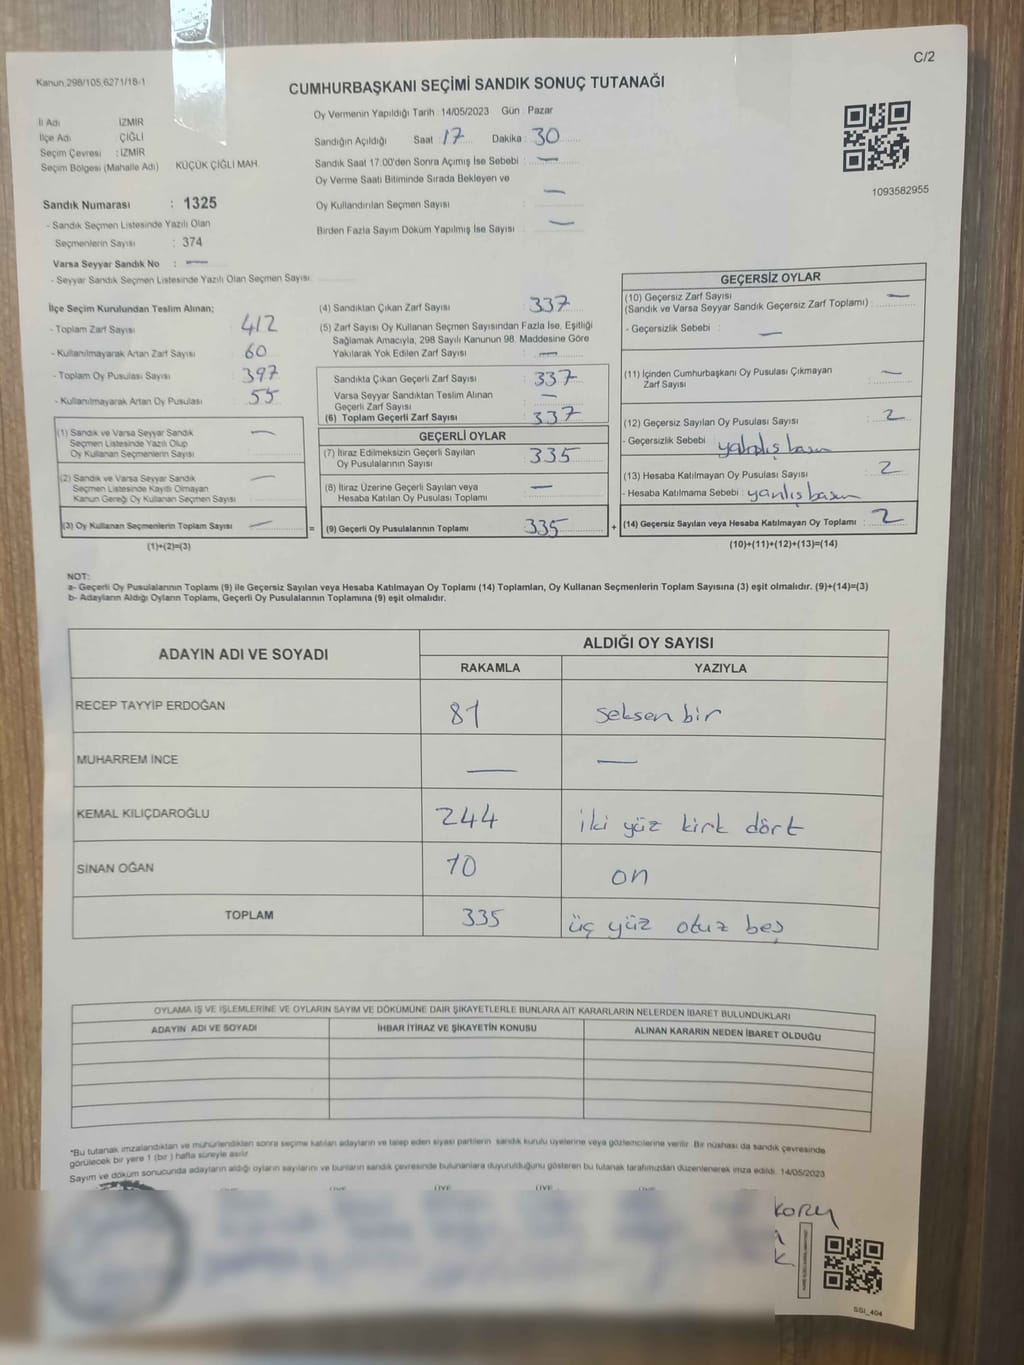 C/2
Kanun.298/105,6271/18-1
CUMHURBAŞKANI SEÇİMİ SANDIK SONUÇ TUTANAĞI
Oy Vermenin Yapıldığı Tarih :14/05/2023 Gün : Pazar
İl Adı İZMİR
İlçe Adı ÇİĞLİ
Seçim Çevresi : İZMİR
Seçim Bölgesi (Mahalle Adı) KÜÇÜK ÇİĞLİ MAH.
Sandığın Açıldığı Saat : 17 Dakika : 30
Sandık Saat 17.00'den Sonra Açımış İse Sebebi : —
Oy Verme Saati Bitiminde Sırada Bekleyen ve
Oy Kullandırılan Seçmen Sayısı : —
Birden Fazla Sayım Döküm Yapılmış İse Sayısı : —
1093582955
Sandık Numarası : 1325
- Sandık Seçmen Listesinde Yazılı Olan
Seçmenlerin Sayısı : 374
Varsa Seyyar Sandık No : —
- Seyyar Sandık Seçmen Listesinde Yazılı Olan Seçmen Sayısı:
İlçe Seçim Kurulundan Teslim Alınan;
- Toplam Zarf Sayısı : 412
- Kullanılmayarak Artan Zarf Sayısı : 60
- Toplam Oy Pusulası Sayısı : 397
- Kullanılmayarak Artan Oy Pusulası : 55
(1) Sandık ve Varsa Seyyar Sandık
Seçmen Listesinde Yazılı Olup
Oy Kullanan Seçmenlerin Sayısı : —
(2) Sandık ve Varsa Seyyar Sandık
Seçmen Listesinde Kayıtlı Olmayan
Kanun Gereği Oy Kullanan Seçmen Sayısı : —
(3) Oy Kullanan Seçmenlerin Toplam Sayısı : —
(1)+(2)=(3)
(4) Sandıktan Çıkan Zarf Sayısı : 337
(5) Zarf Sayısı Oy Kullanan Seçmen Sayısından Fazla İse, Eşitliği
Sağlamak Amacıyla, 298 Sayılı Kanunun 98. Maddesine Göre
Yakılarak Yok Edilen Zarf Sayısı : —
Sandıkta Çıkan Geçerli Zarf Sayısı : 337
Varsa Seyyar Sandıktan Teslim Alınan
Geçerli Zarf Sayısı : —
(6) Toplam Geçerli Zarf Sayısı : 337
GEÇERLİ OYLAR
(7) İtiraz Edilmeksizin Geçerli Sayılan
Oy Pusulalarının Sayısı : 335
(8) İtiraz Üzerine Geçerli Sayılan veya
Hesaba Katılan Oy Pusulası Toplamı : —
= (9) Geçerli Oy Pusulalarının Toplamı : 335 +
GEÇERSİZ OYLAR
(10) Geçersiz Zarf Sayısı
(Sandık ve Varsa Seyyar Sandık Geçersiz Zarf Toplamı) : —
- Geçersizlik Sebebi : —
(11) İçinden Cumhurbaşkanı Oy Pusulası Çıkmayan
Zarf Sayısı : —
(12) Geçersiz Sayılan Oy Pusulası Sayısı : 2
- Geçersizlik Sebebi :
(13) Hesaba Katılmayan Oy Pusulası Sayısı : 2
- Hesaba Katılmama Sebebi : yanlış basım
(14) Geçersiz Sayılan veya Hesaba Katılmayan Oy Toplamı : 2
(10)+(11)+(12)+(13)=(14)
NOT:
a- Geçerli Oy Pusulalarının Toplamı (9) ile Geçersiz Sayılan veya Hesaba Katılmayan Oy Toplamı (14) Toplamları, Oy Kullanan Seçmenlerin Toplam Sayısına (3) eşit olmalıdır. (9)+(14)=(3)
b- Adayların Aldığı Oyların Toplamı, Geçerli Oy Pusulalarının Toplamına (9) eşit olmalıdır.
ADAYIN ADI VE SOYADI ALDIĞI OY SAYISI
RAKAMLA YAZIYLA
RECEP TAYYİP ERDOĞAN 81 seksen bir
MUHARREM İNCE — —
KEMAL KILIÇDAROĞLU 244 iki yüz kırk dört
SİNAN OĞAN 10 on
TOPLAM 335 üç yüz otuz beş
OYLAMA İŞ VE İŞLEMLERİNE VE OYLARIN SAYIM VE DÖKÜMÜNE DAİR ŞİKAYETLERLE BUNLARA AİT KARARLARIN NELERDEN İBARET BULUNDUKLARI
ADAYIN ADI VE SOYADI İHBAR İTİRAZ VE ŞİKAYETİN KONUSU ALINAN KARARIN NEDEN İBARET OLDUĞU
"Bu tutanak imzalandıktan ve mühürlendikten sonra seçime katılan adayların ve talep eden siyasi partilerin sandık kurulu üyelerine veya gözlemcilerine verilir. Bir nüshası da sandık çevresinde
görülecek bir yere 1 (bir ) hafta süreyle asılır.
Sayım ve döküm sonucunda adayların aldığı oyların sayılarını ve bunların sandık çevresinde bulunanlara duyurulduğunu gösteren bu tutanak tarafımızdan düzenlenerek imza edildi. 14/05/2023
ÜYE ÜYE ÜYE ÜYE
SSI_404